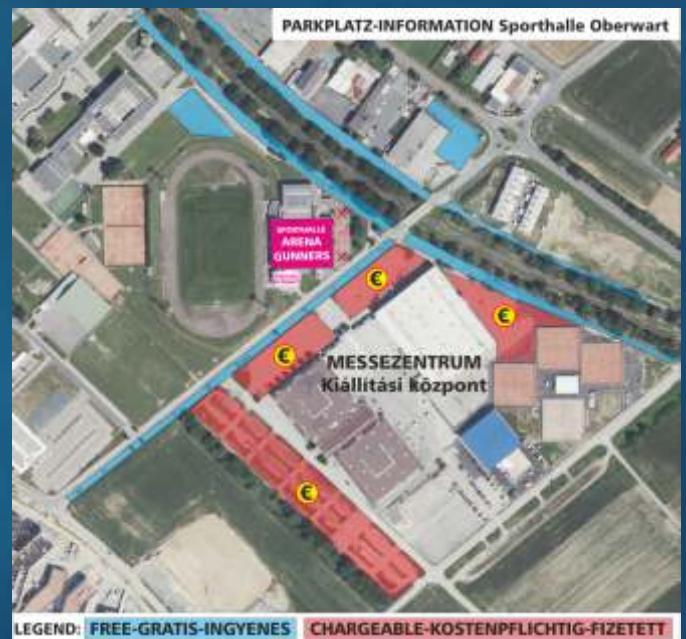 PARKPLATZ-INFORMATION Sporthalle Oberwart
SPORTHALLE
ARENA
GUNNERS
€
€
€
€
MESSEZENTRUM
Kiállítási központ
LEGEND: FREE-GRATIS-INGYENES CHARGEABLE-KOSTENPFLICHTIG-FIZETETT